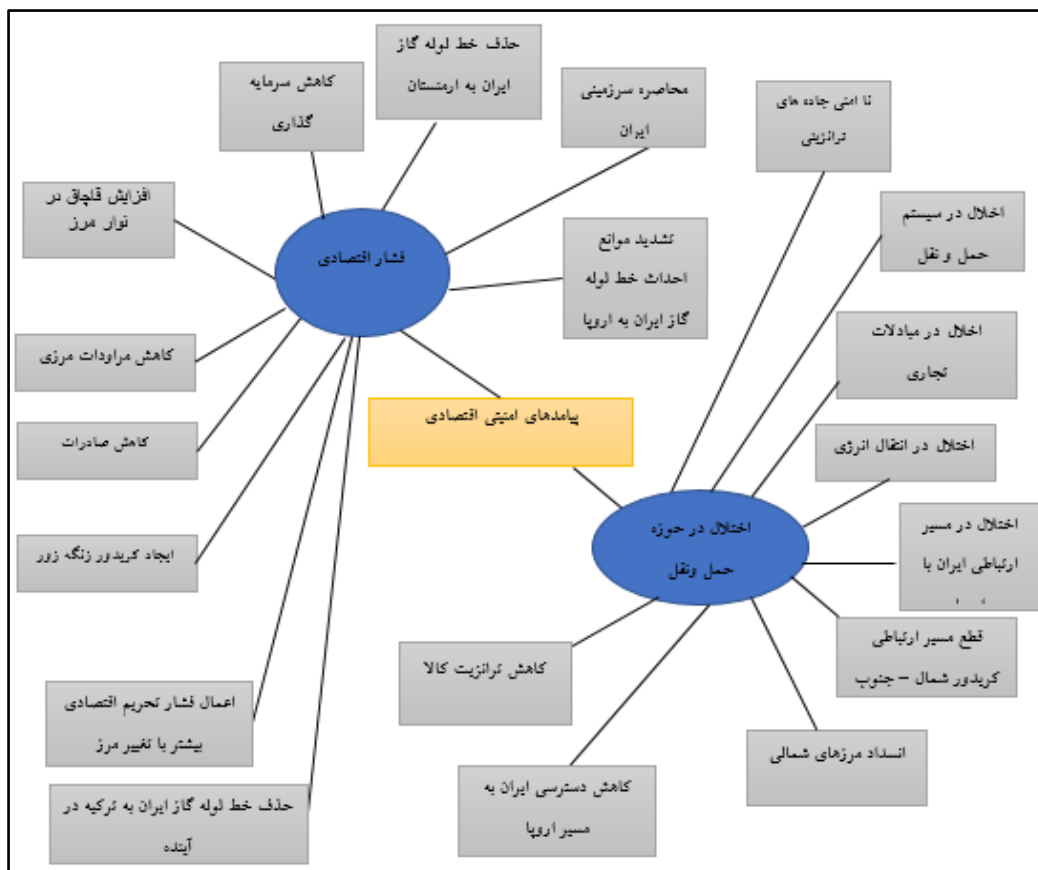 حذف خط لوله گاز
ایران به ارمنستان
کاهش سرمایه
گذاری
محاصره سرزمینی
ایران
نا امنی جاده های
ترانزیتی
افزایش قلچاق در
نوار مرز
فشار اقتصادی
تشدید موانع
احداث خط لوله
گاز ایران به اروپا
اخلال در سیستم
حمل و نقل
اخلال در مبادلات
تجاری
کاهش مراودات مرزی
پیامدهای امنیتی اقتصادی
کاهش صادرات
اختلال در انتقال انرژی
اختلال در حوزه
حمل ونقل
اختلال در مسیر
ارتباطی ایران با
ایجاد کریدور زنگه زور
قطع مسیر ارتباطی
کریدور شمال – جنوب
کاهش ترانزیت کالا
انسداد مرزهای شمالی
اعمال فشار تحریم اقتصادی
بیشتر با تغییر مرز
کاهش دسترسی ایران به
مسیر اروپا
حذف خط لوله گاز ایران به ترکیه در
آینده